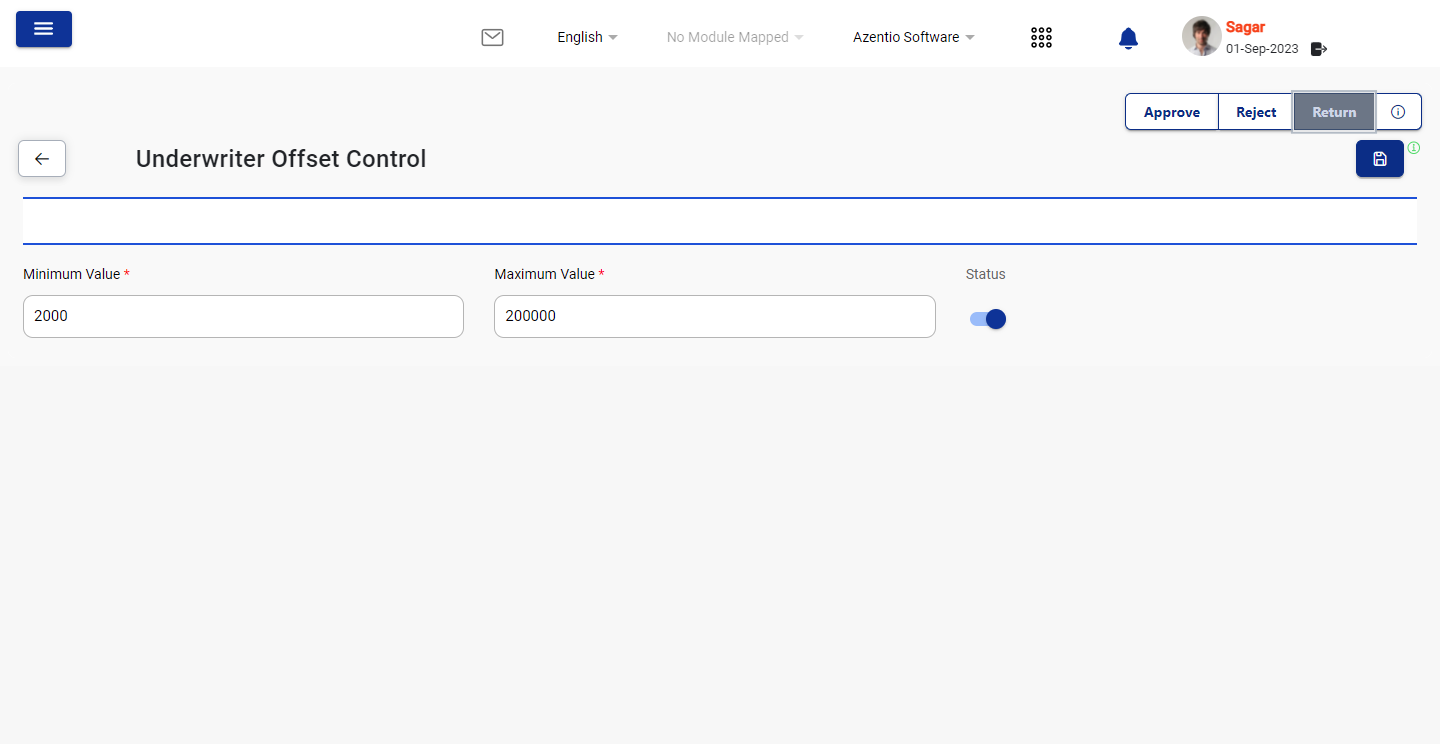 English
No Module Mapped
Azentio Software
Sagar
01-Sep-2023
Approve
Reject
Return
Underwriter Offset Control
Minimum Value *
Maximum Value *
Status
2000
200000